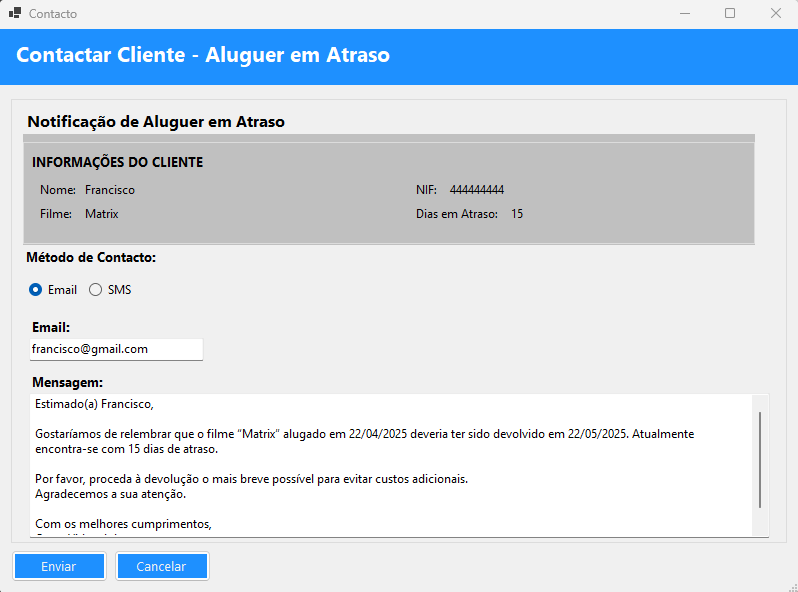 Contacto
Contactar Cliente - Aluguer em Atraso
Notificação de Aluguer em Atraso
INFORMAÇÕES DO CLIENTE
Nome: Francisco NIF: 444444444
Filme: Matrix Dias em Atraso: 15
Método de Contacto:
Email SMS
Email:
francisco@gmail.com
Mensagem:
Estimado(a) Francisco,
Gostaríamos de relembrar que o filme “Matrix” alugado em 22/04/2025 deveria ter sido devolvido em 22/05/2025. Atualmente
encontra-se com 15 dias de atraso.
Por favor, proceda à devolução o mais breve possível para evitar custos adicionais.
Agradecemos a sua atenção.
Com os melhores cumprimentos,
Enviar Cancelar